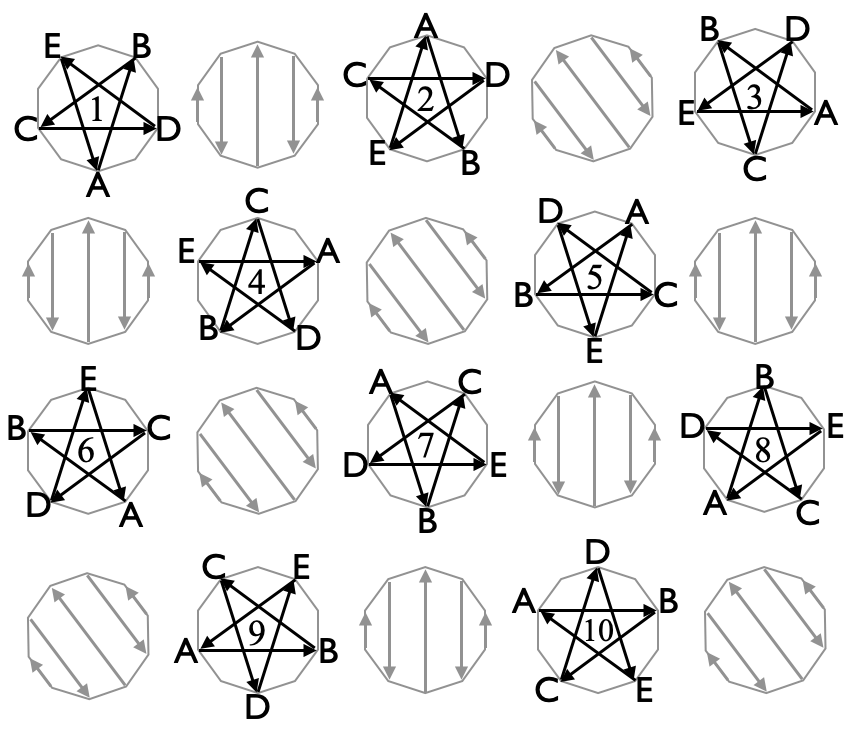 E B
C 1 D
A
A
C 2 D
E B
B D
E 3 A
C
C
E 4 A
B D
D A
B 5 C
E
E
B 6 C
D A
A C
D 7 E
B
B
D 8 E
A C
C E
A 9 B
D
D
A 10 B
C E